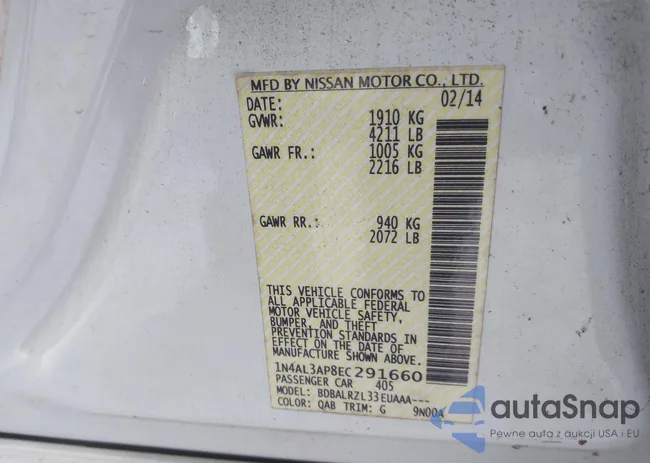 MFD BY NISSAN MOTOR CO., LTD.
DATE: 02/14
GVWR: 1910 KG
4211 LB
GAWR FR.: 1005 KG
2216 LB
GAWR RR.: 940 KG
2072 LB
THIS VEHICLE CONFORMS TO
ALL APPLICABLE FEDERAL
MOTOR VEHICLE SAFETY,
BUMPER, AND THEFT
PREVENTION STANDARDS IN
EFFECT ON THE DATE OF
MANUFACTURE SHOWN ABOVE.
1N4AL3AP8EC291660
PASSENGER CAR 405
MODEL: BDBALRZL33EUAAA---
COLOR: QAB TRIM: G 9N00A
autoSnap
Pewne auta z aukcji USA i EU